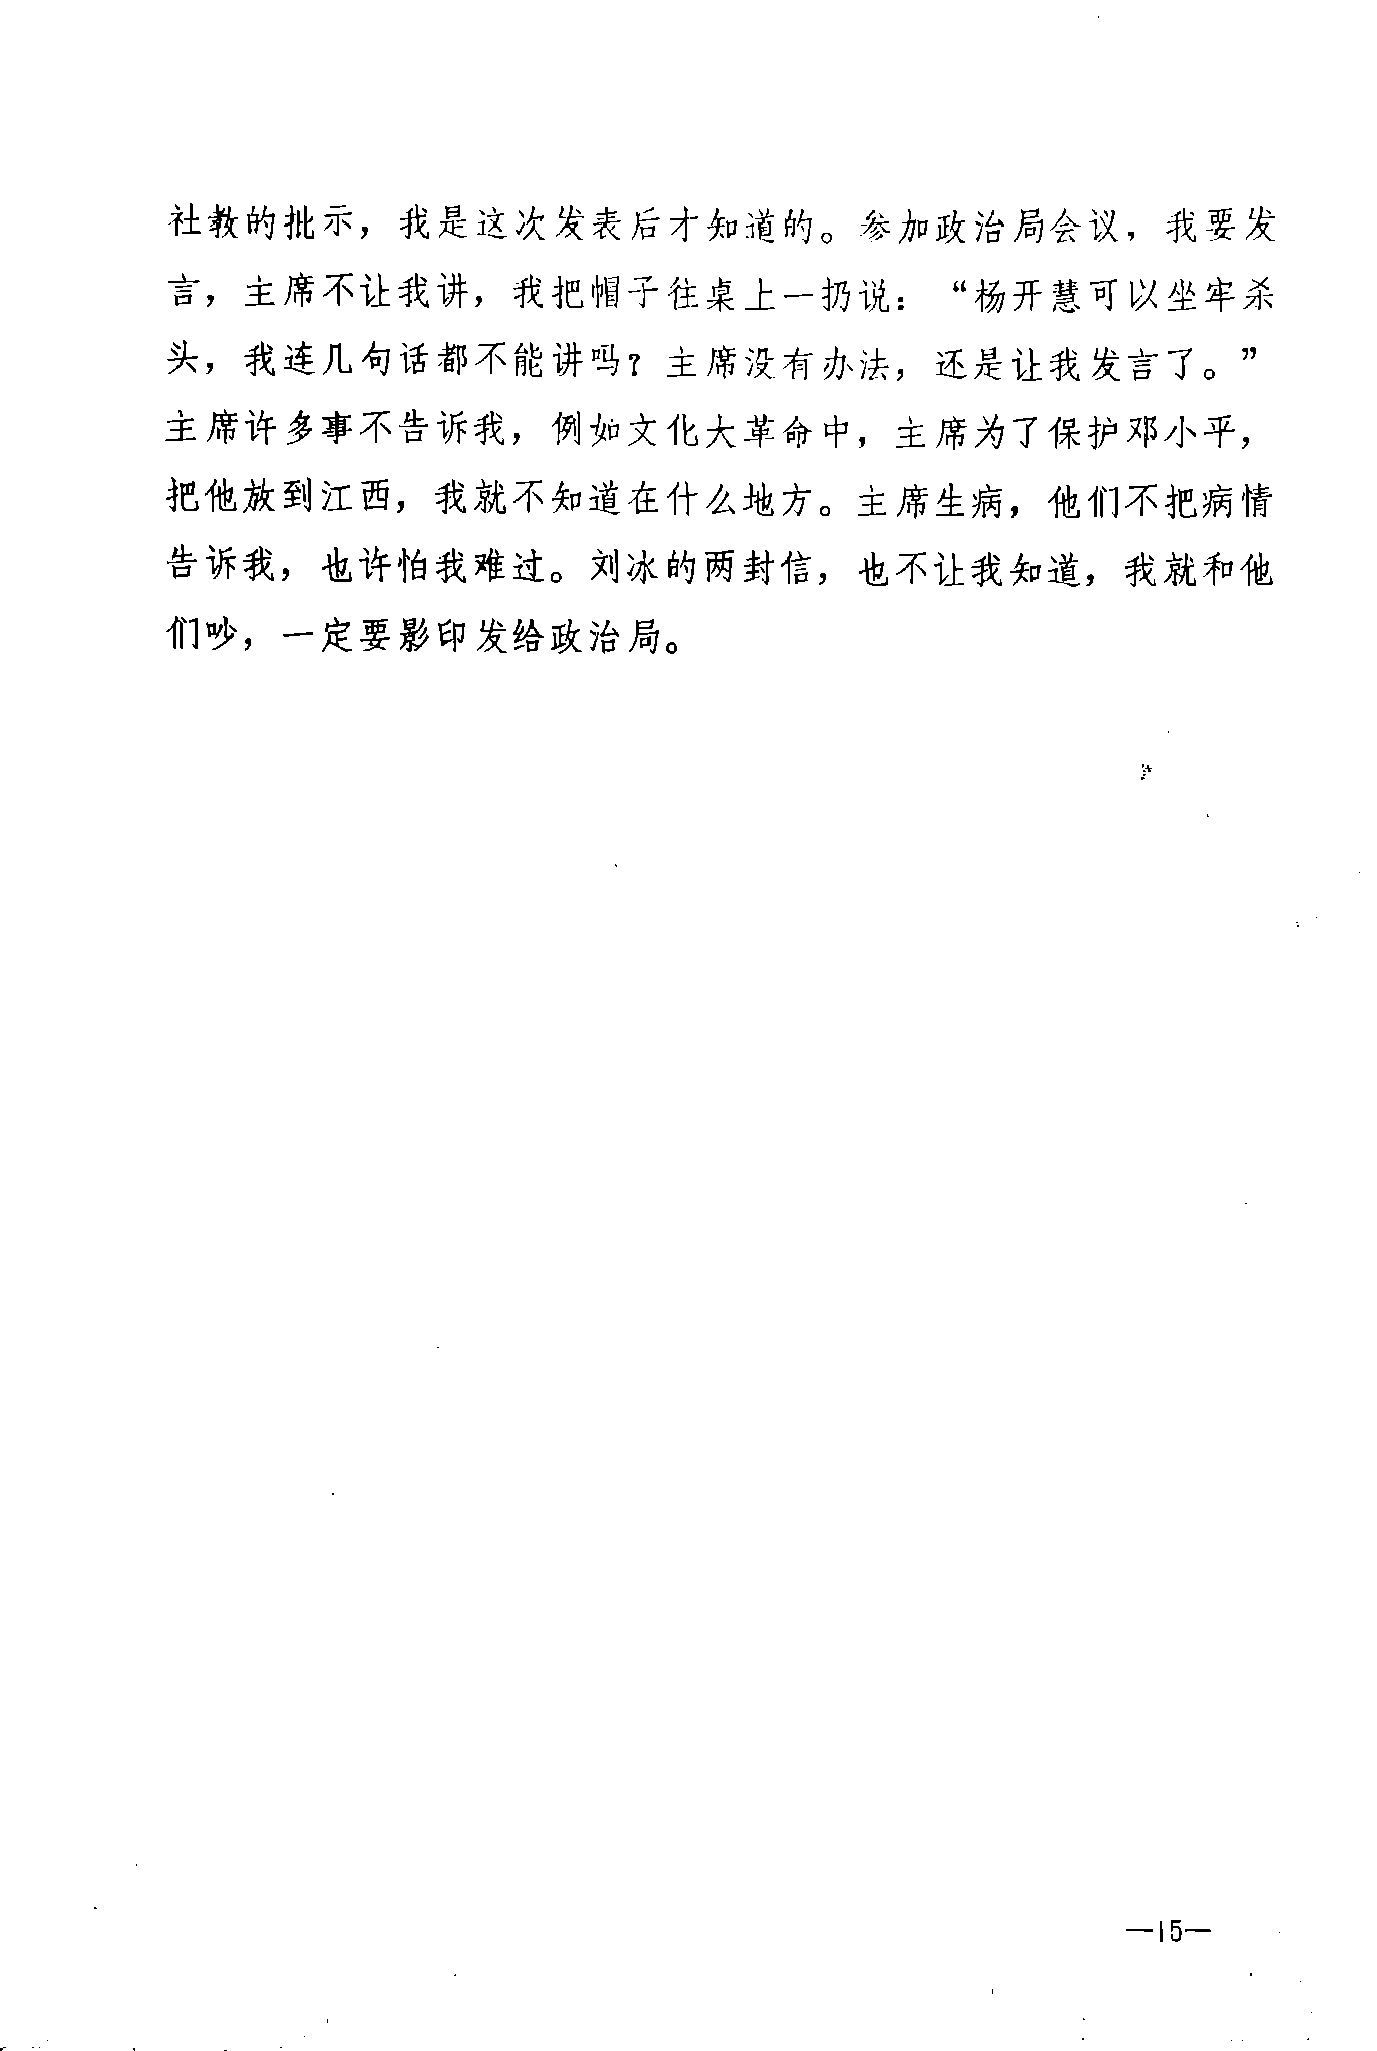 社教的批示，我是这次发表后才知道的。参加政治局会议，我要发
言，主席不让我讲，我把帽子往桌上一扔说：“杨开慧可以坐牢杀
头，我连几句话都不能讲吗？主席没有办法，还是让我发言了。”
主席许多事不告诉我，例如文化大革命中，主席为了保护邓小平，
把他放到江西，我就不知道在什么地方。主席生病，他们不把病情
告诉我，也许怕我难过。刘冰的两封信，也不让我知道，我就和他
们吵，一定要影印发给政治局。
—15—